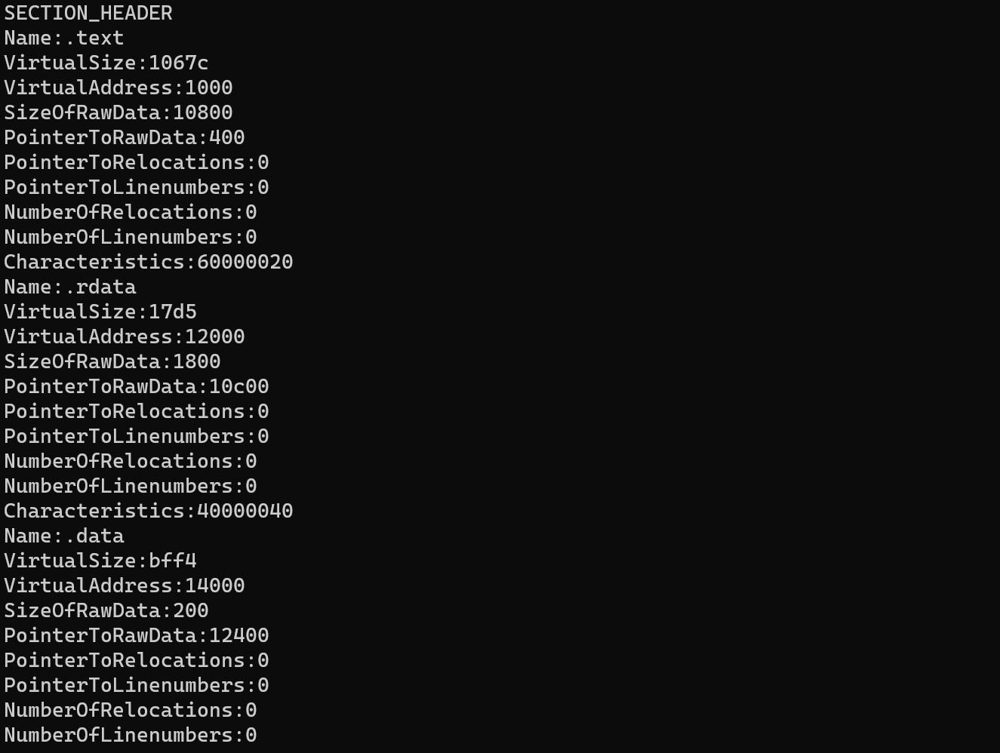 SECTION_HEADER
Name:.text
VirtualSize:1067c
VirtualAddress:1000
SizeOfRawData:10800
PointerToRawData:400
PointerToRelocations:0
PointerToLinenumbers:0
NumberOfRelocations:0
NumberOfLinenumbers:0
Characteristics:60000020
Name:.rdata
VirtualSize:17d5
VirtualAddress:12000
SizeOfRawData:1800
PointerToRawData:10c00
PointerToRelocations:0
PointerToLinenumbers:0
NumberOfRelocations:0
NumberOfLinenumbers:0
Characteristics:40000040
Name:.data
VirtualSize:bff4
VirtualAddress:14000
SizeOfRawData:200
PointerToRawData:12400
PointerToRelocations:0
PointerToLinenumbers:0
NumberOfRelocations:0
NumberOfLinenumbers:0